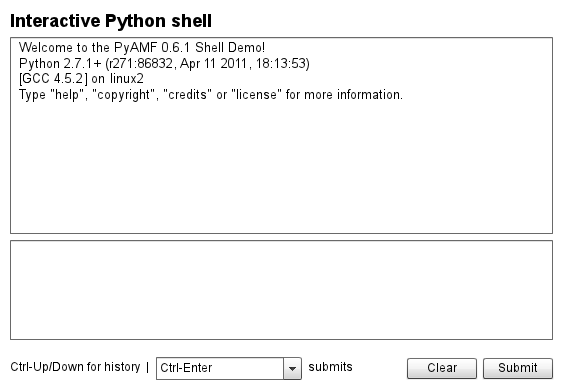 Interactive Python shell
Welcome to the PyAMF 0.6.1 Shell Demo!
Python 2.7.1+ (r271:86832, Apr 11 2011, 18:13:53)
[GCC 4.5.2] on linux2
Type "help", "copyright", "credits" or "license" for more information.
Ctrl-Up/Down for history | Ctrl-Enter submits Clear Submit